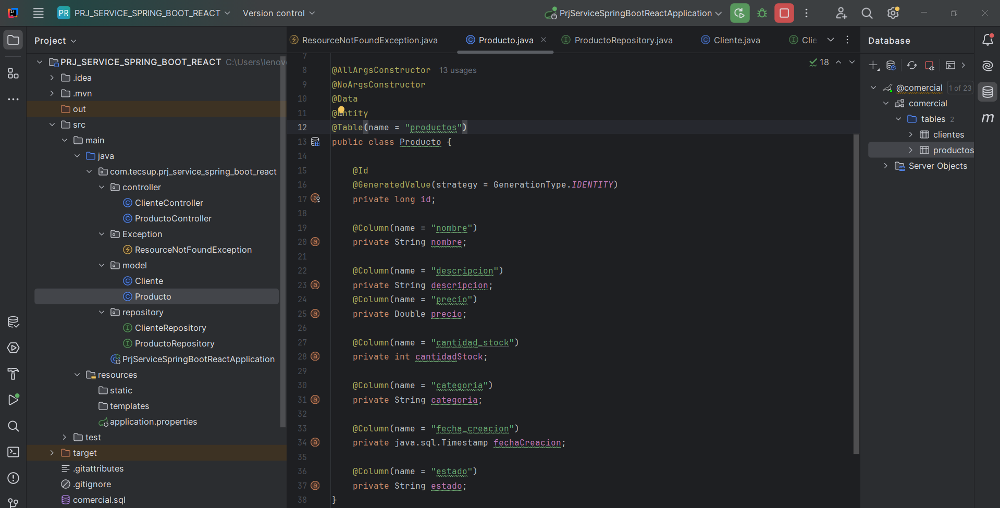 PR PRJ_SERVICE_SPRING_BOOT_REACT Version control PrjServiceSpringBootReactApplication
Project
PRJ_SERVICE_SPRING_BOOT_REACT C:\Users\lenov
.idea
.mvn
out
src
main
java
com.tecsup.prj_service_spring_boot_react
controller
ClienteController
ProductoController
Exception
ResourceNotFoundException
model
Cliente
Producto
repository
ClienteRepository
ProductoRepository
PrjServiceSpringBootReactApplication
resources
static
templates
application.properties
test
target
.gitattributes
.gitignore
comercial.sql
ResourceNotFoundException.java Producto.java ProductoRepository.java Cliente.java Clie
18
7
8 @AllArgsConstructor 13 usages
9 @NoArgsConstructor
10 @Data
11 @Entity
12 @Table(name = "productos")
13 public class Producto {
14
15 @Id
16 @GeneratedValue(strategy = GenerationType.IDENTITY)
17 private long id;
18
19 @Column(name = "nombre")
20 private String nombre;
21
22 @Column(name = "descripcion")
23 private String descripcion;
24 @Column(name = "precio")
25 private Double precio;
26
27 @Column(name = "cantidad_stock")
28 private int cantidadStock;
29
30 @Column(name = "categoria")
31 private String categoria;
32
33 @Column(name = "fecha_creacion")
34 private java.sql.Timestamp fechaCreacion;
35
36 @Column(name = "estado")
37 private String estado;
38 }
Database
@comercial 1 of 23
comercial
tables 2
clientes
productos
Server Objects
m